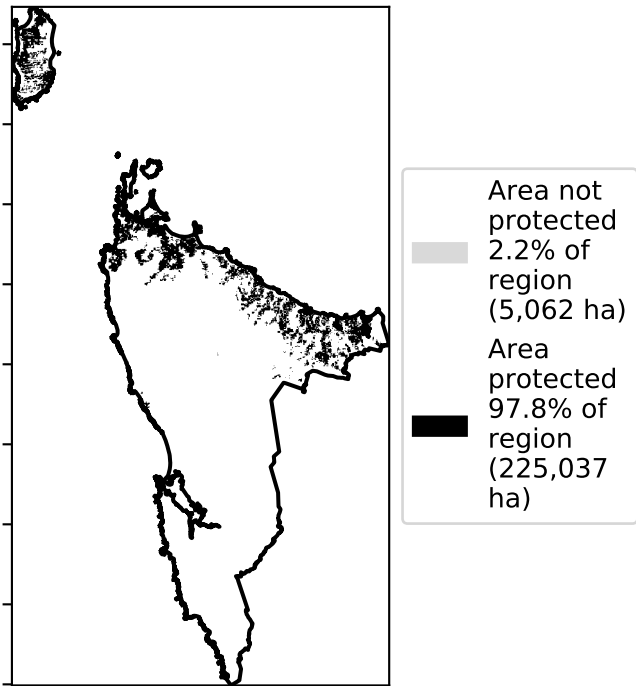 Area not
protected
2.2% of
region
(5,062 ha)
Area
protected
97.8% of
region
(225,037
ha)